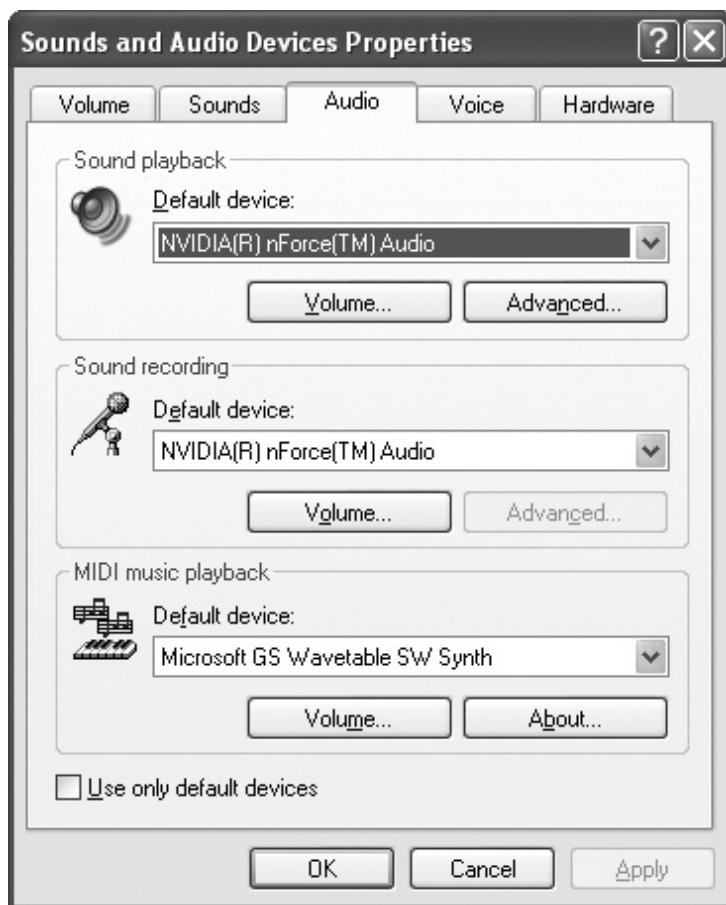 Sounds and Audio Devices Properties
Volume Sounds Audio Voice Hardware
Sound playback
Default device:
NVIDIA(R) nForce(TM) Audio
Volume... Advanced...
Sound recording
Default device:
NVIDIA(R) nForce(TM) Audio
Volume... Advanced...
MIDI music playback
Default device:
Microsoft GS Wavetable SW Synth
Volume... About...
Use only default devices
OK Cancel Apply